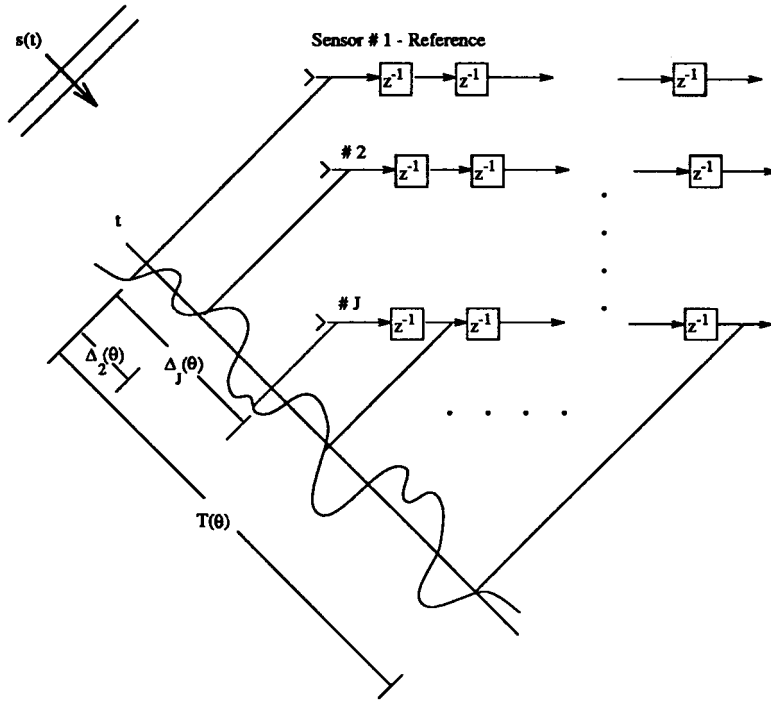 s(t)
Sensor # 1 - Reference
z⁻¹ z⁻¹ z⁻¹
# 2
z⁻¹ z⁻¹ z⁻¹
t
# J
z⁻¹ z⁻¹ z⁻¹
Δ₂(θ)
Δ_J(θ)
T(θ)